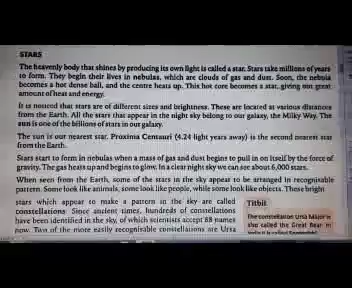 STARS
The heavenly body that shines by producing its own light is called a star. Stars take millions of years
to form. They begin their lives in nebulas, which are clouds of gas and dust. Soon, the nebula
becomes a hot dense ball, and the centre heats up. This hot core becomes a star, giving out great
amount of heat and energy.
It is noticed that stars are of different sizes and brightness. These are located at various distances
from the Earth. All the stars that appear in the night sky belong to our galaxy, the Milky Way. The
sun is one of the billions of stars in our galaxy.
The sun is our nearest star. Proxima Centauri (4.24 light years away) is the second nearest star
from the Earth.
Stars start to form in nebulas when a mass of gas and dust begins to pull in on itself by the force of
gravity. The gas heats up and begins to glow. In a clear night sky we can see about 6,000 stars.
When seen from the Earth, some of the stars in the sky appear to be arranged in recognisable
pattern. Some look like animals, some look like people, while some look like objects. These bright
stars which appear to make a pattern in the sky are called
constellations. Since ancient times, hundreds of constellations
have been identified in the sky, of which scientists accept 88 names
now. Two of the more easily recognisable constellations are Ursa
Titbit
The constellation Ursa Major is
also called the Great Bear in